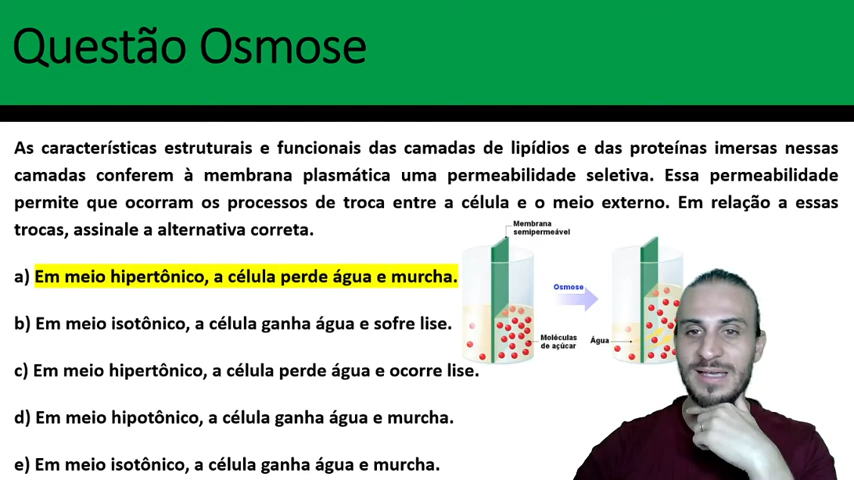 Questão Osmose
As características estruturais e funcionais das camadas de lipídios e das proteínas imersas nessas
camadas conferem à membrana plasmática uma permeabilidade seletiva. Essa permeabilidade
permite que ocorram os processos de troca entre a célula e o meio externo. Em relação a essas
trocas, assinale a alternativa correta.
Membrana
semipermeável
a) Em meio hipertônico, a célula perde água e murcha.
Osmose
b) Em meio isotônico, a célula ganha água e sofre lise.
Moléculas
de açúcar
Água
c) Em meio hipertônico, a célula perde água e ocorre lise.
d) Em meio hipotônico, a célula ganha água e murcha.
e) Em meio isotônico, a célula ganha água e murcha.